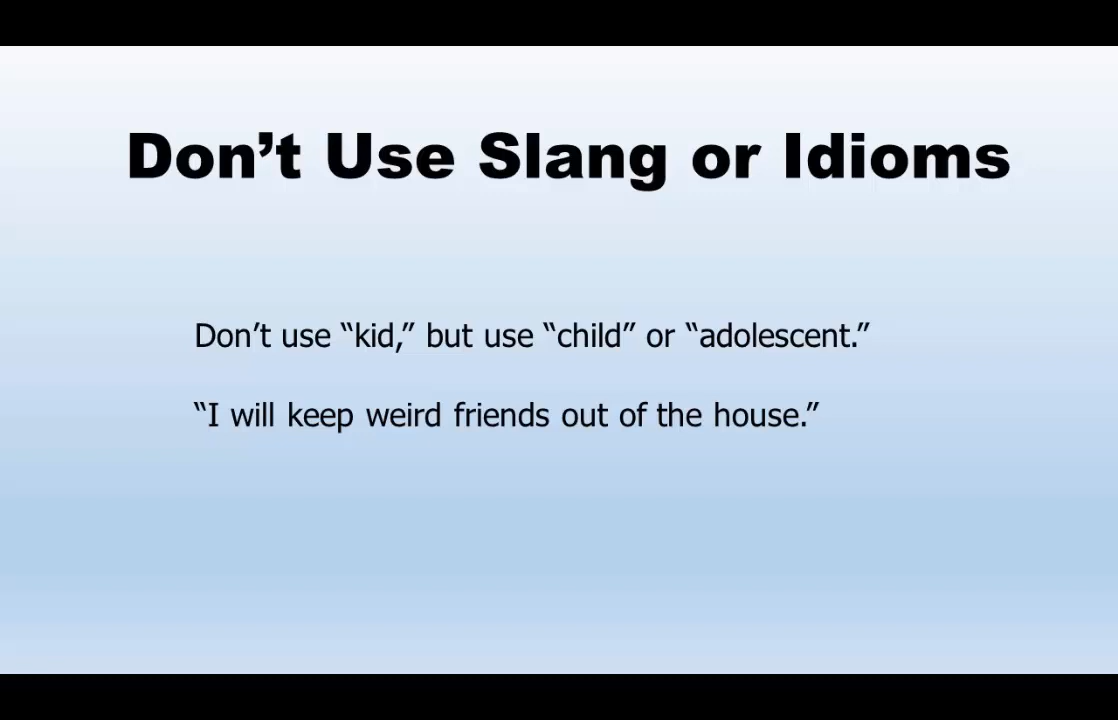 Don’t Use Slang or Idioms
Don’t use “kid,” but use “child” or “adolescent.”
“I will keep weird friends out of the house.”